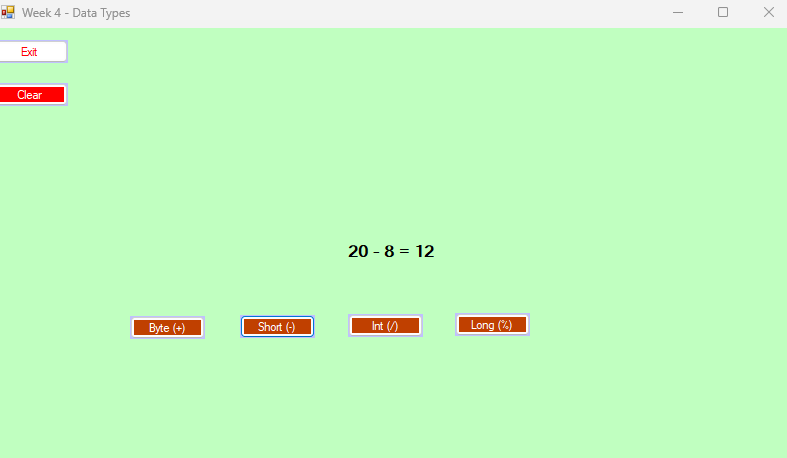 Week 4 - Data Types
Exit
Clear
20 - 8 = 12
Byte (+)
Short (-)
Int (/)
Long (%)